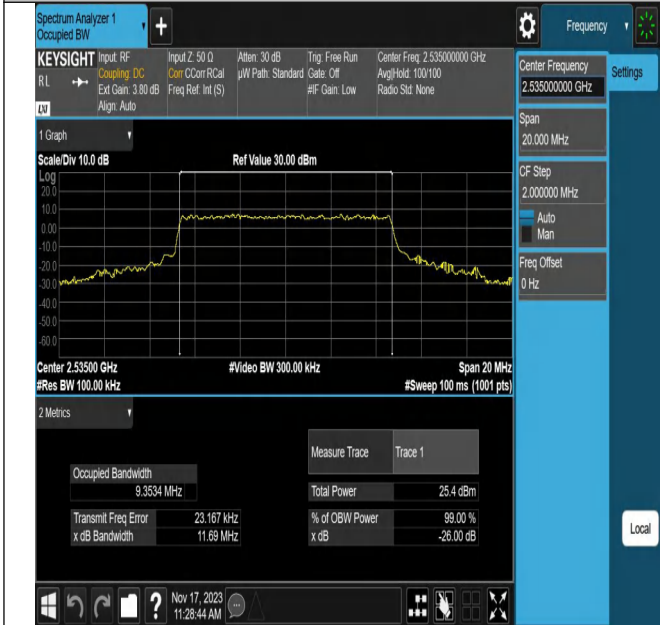 Spectrum Analyzer 1
Occupied BW
+
Frequency
KEYSIGHT
RL
LXI
Input: RF
Coupling: DC
Ext Gain: 3.80 dB
Align: Auto
Input Z: 50 Ω
Corr CCorr RCal
Freq Ref: Int (S)
Atten: 30 dB
µW Path: Standard
Trig: Free Run
Gate: Off
#IF Gain: Low
Center Freq: 2.535000000 GHz
Avg|Hold: 100/100
Radio Std: None
Center Frequency
2.535000000 GHz
Settings
Span
20.000 MHz
CF Step
2.000000 MHz
Auto
Man
Freq Offset
0 Hz
1 Graph
Scale/Div 10.0 dB
Ref Value 30.00 dBm
Log
20.0
10.0
0.00
-10.0
-20.0
-30.0
-40.0
-50.0
-60.0
Center 2.53500 GHz
#Video BW 300.00 kHz
Span 20 MHz
#Res BW 100.00 kHz
#Sweep 100 ms (1001 pts)
2 Metrics
Measure Trace
Trace 1
Occupied Bandwidth
9.3534 MHz
Total Power
25.4 dBm
Transmit Freq Error
23.167 kHz
% of OBW Power
99.00 %
x dB Bandwidth
11.69 MHz
x dB
-26.00 dB
Local
?
Nov 17, 2023
11:28:44 AM